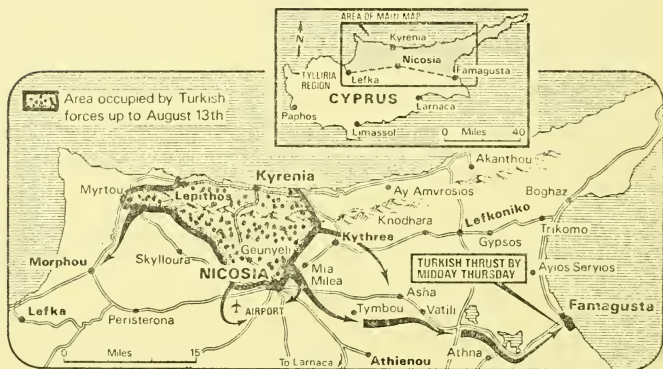 AREA OF MAIN MAP
N
Kyrenia
Nicosia
Lefka
Famagusta
TYLLIRIA
REGION
CYPRUS
Larnaca
Paphos
Limassol
0 Miles 40
Area occupied by Turkish
forces up to August 13th
Akanthou
Kyrenia
Myrtou
Lepithos
Ay Amvrosios
Boghaz
Knodhara
Lefkoniko
Trikomo
Geunyeli
Kythrea
Gypsos
Morphou
Skylloura
NICOSIA
Mia
Milea
TURKISH THRUST BY
MIDDAY THURSDAY
Ayios Seryios
Asha
Famagusta
Lefka
Peristerona
AIRPORT
Tymbou
Vatili
0 Miles 15
To Larnaca
Athienou
Athna